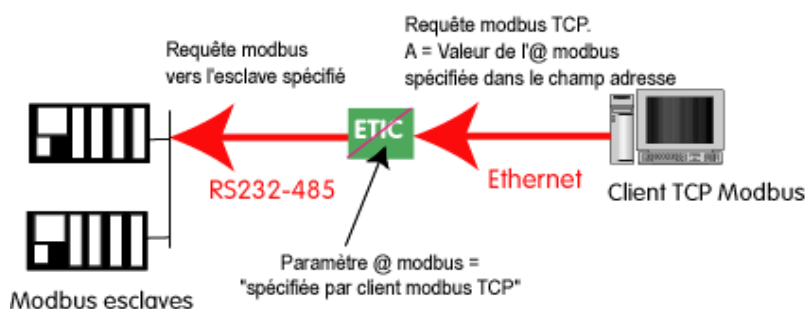 Requête modbus
vers l'esclave spécifié
Requête modbus TCP.
A = Valeur de l'@ modbus
spécifiée dans le champ adresse
ETIC
RS232-485
Ethernet
Client TCP Modbus
Paramètre @ modbus =
"spécifiée par client modbus TCP"
Modbus esclaves